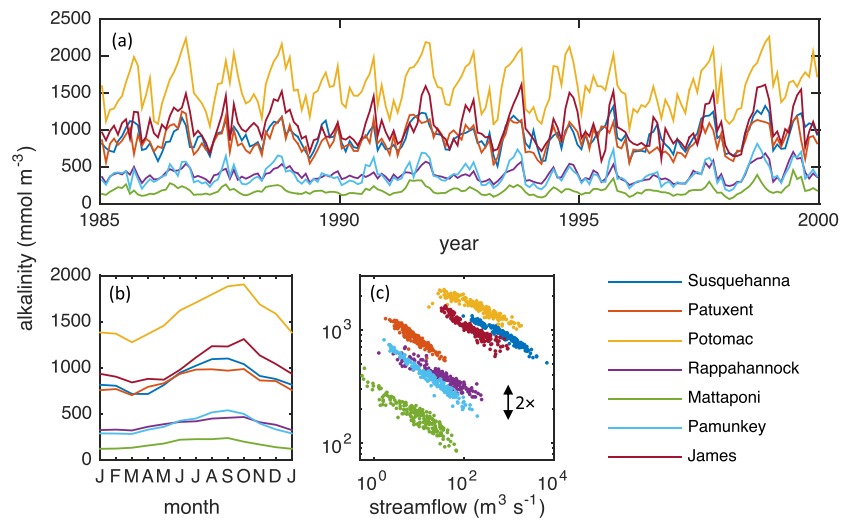 2500
2000
1500
1000
500
0
(a)
1985
1990
1995
2000
year
alkalinity (mmol m⁻³)
2000
1500
1000
500
0
(b)
J F M A M J J A S O N D J
month
(c)
10³
10²
2×
10⁰
10²
10⁴
streamflow (m³ s⁻¹)
Susquehanna
Patuxent
Potomac
Rappahannock
Mattaponi
Pamunkey
James